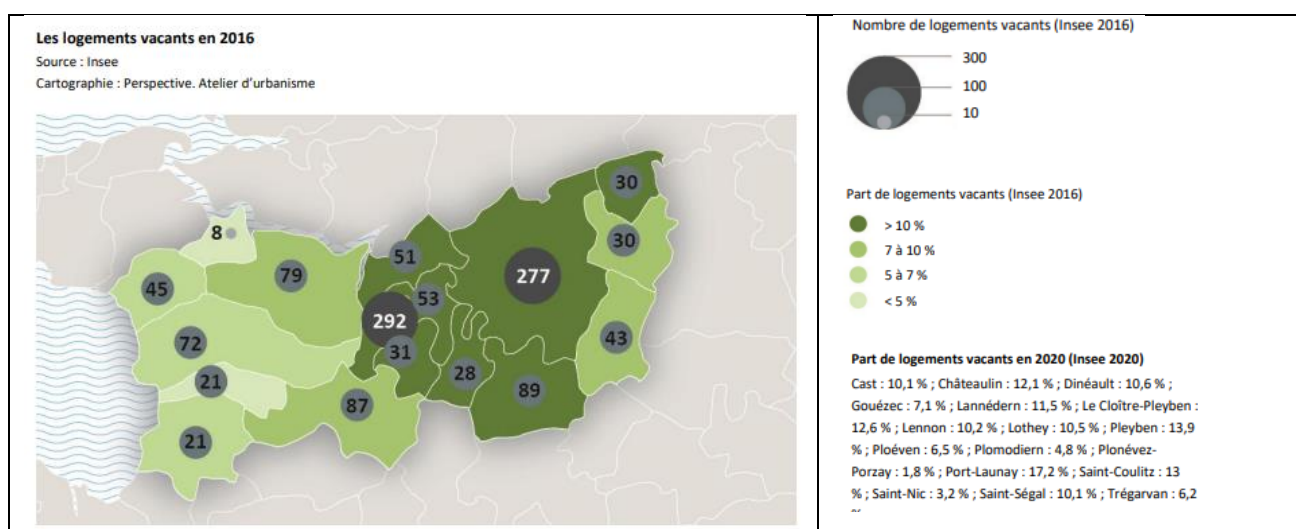 Les logements vacants en 2016
Source : Insee
Cartographie : Perspective. Atelier d'urbanisme
30
8
30
51
79
277
45
53
292
72
43
31
21
28
89
87
21
Nombre de logements vacants (Insee 2016)
300
100
10
Part de logements vacants (Insee 2016)
> 10 %
7 à 10 %
5 à 7 %
< 5 %
Part de logements vacants en 2020 (Insee 2020)
Cast : 10,1 % ; Châteaulin : 12,1 % ; Dinéault : 10,6 % ;
Gouézec : 7,1 % ; Lannédern : 11,5 % ; Le Cloître-Pleyben :
12,6 % ; Lennon : 10,2 % ; Lothey : 10,5 % ; Pleyben : 13,9
% ; Ploéven : 6,5 % ; Plomodiern : 4,8 % ; Plonévez-
Porzay : 1,8 % ; Port-Launay : 17,2 % ; Saint-Coulitz : 13
% ; Saint-Nic : 3,2 % ; Saint-Ségal : 10,1 % ; Trégarvan : 6,2